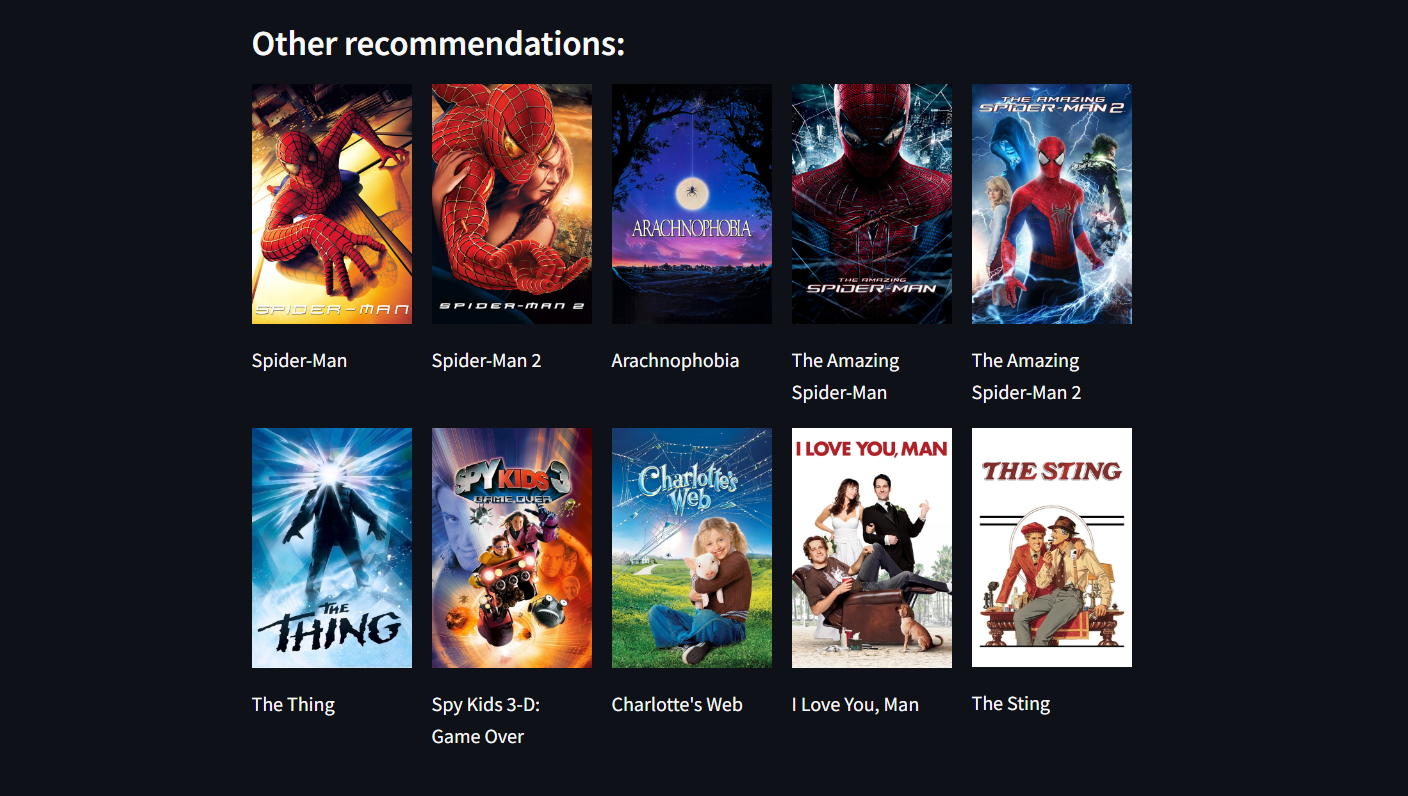 Other recommendations:
SPIDER-MAN
SPIDER-MAN 2
ARACHNOPHOBIA
THE AMAZING
SPIDER-MAN
THE AMAZING
SPIDER-MAN 2
Spider-Man
Spider-Man 2
Arachnophobia
The Amazing
Spider-Man
The Amazing
Spider-Man 2
THE
THING
SPY KIDS 3
GAME OVER
Charlotte's
Web
I LOVE YOU, MAN
THE STING
The Thing
Spy Kids 3-D:
Game Over
Charlotte's Web
I Love You, Man
The Sting